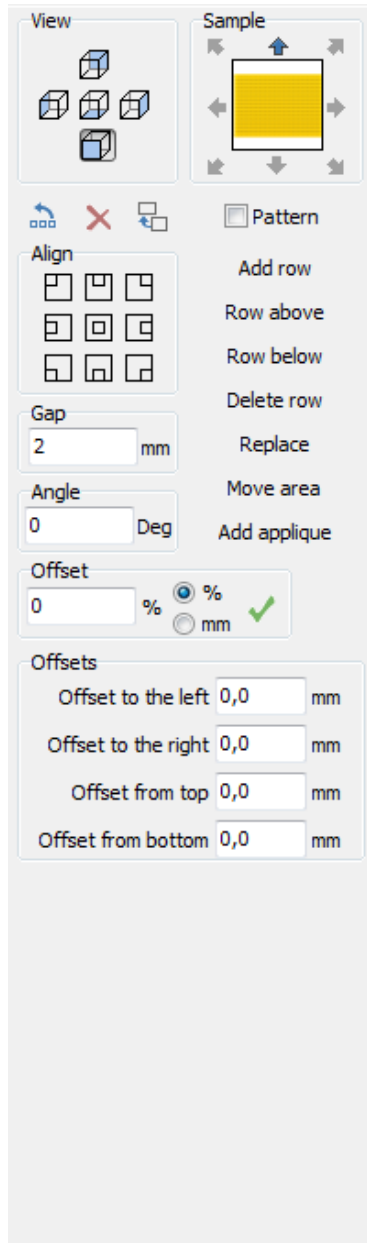 View
Sample
Pattern
Align
Add row
Row above
Row below
Delete row
Gap
2 mm
Replace
Angle
Move area
0 Deg
Add applique
Offset
0 % %
mm
Offsets
Offset to the left 0,0 mm
Offset to the right 0,0 mm
Offset from top 0,0 mm
Offset from bottom 0,0 mm